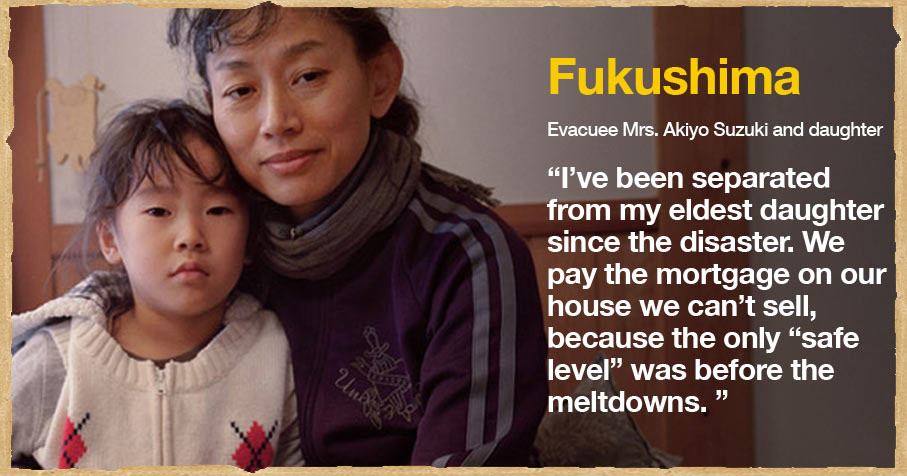 Fukushima
Evacuee Mrs. Akiyo Suzuki and daughter
“I’ve been separated
from my eldest daughter
since the disaster. We
pay the mortgage on our
house we can’t sell,
because the only “safe
level” was before the
meltdowns. ”